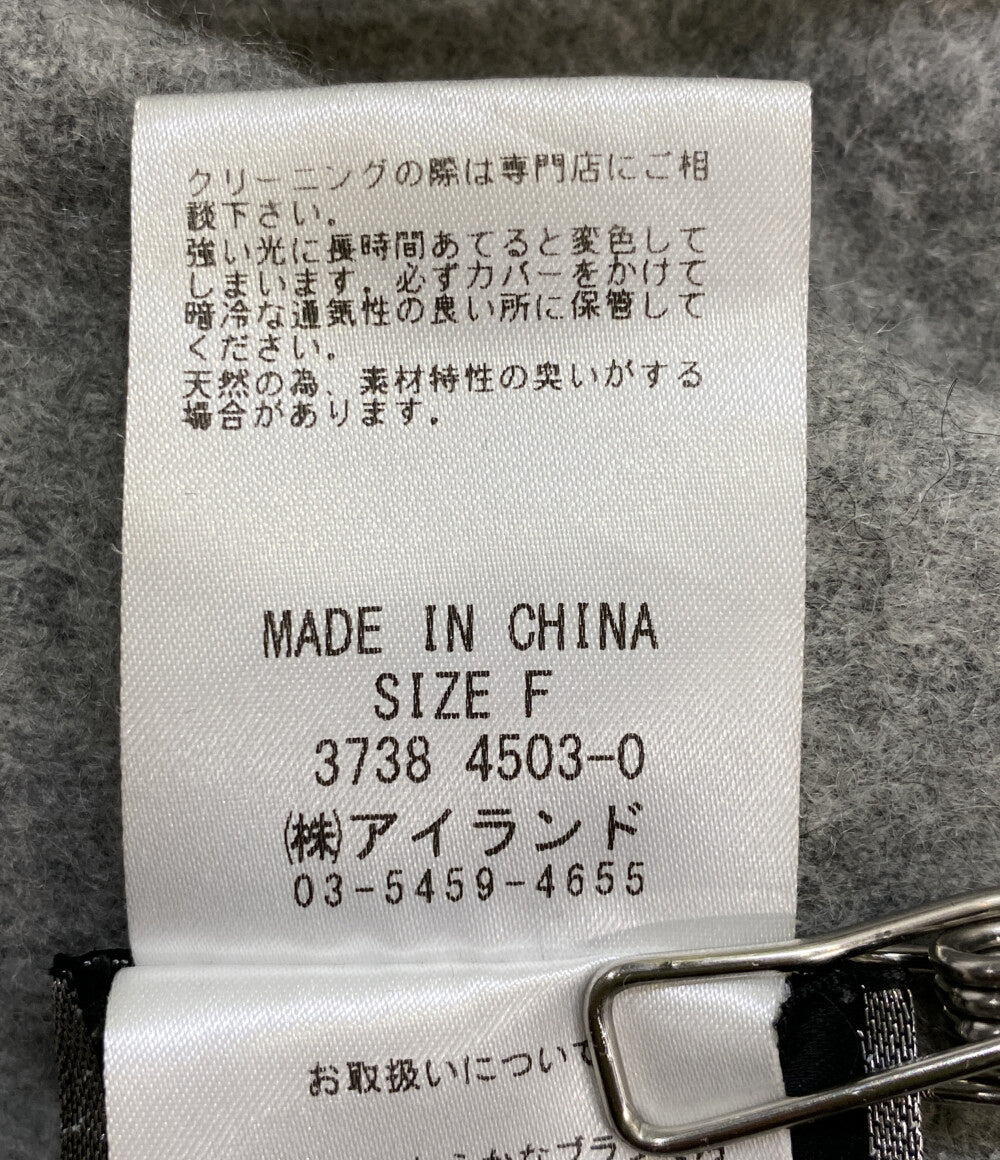 クリーニングの際は専門店にご相
談下さい。
強い光に長時間あてると変色して
しまいます。必ずカバーをかけて
暗冷な通気性の良い所に保管して
ください。
天然の為、素材特性の臭いがする
場合があります。
MADE IN CHINA
SIZE F
3738 4503-0
㈱アイランド
03-5459-4655
お取扱いについて
らかなブラ